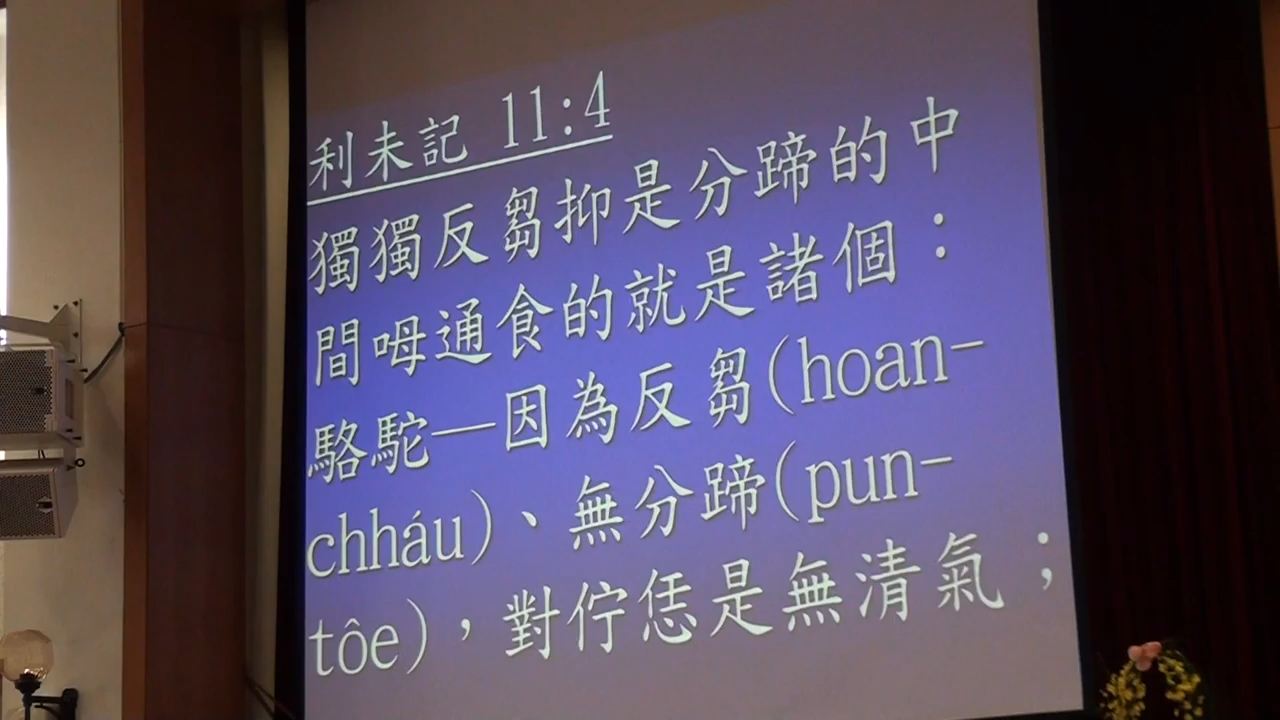 利未記 11:4
獨獨反芻抑是分蹄的中
間呣通食的就是諸個：
駱駝—因為反芻(hoan-
chháu)、無分蹄(pun-
tôe)，對佇恁是無清氣；